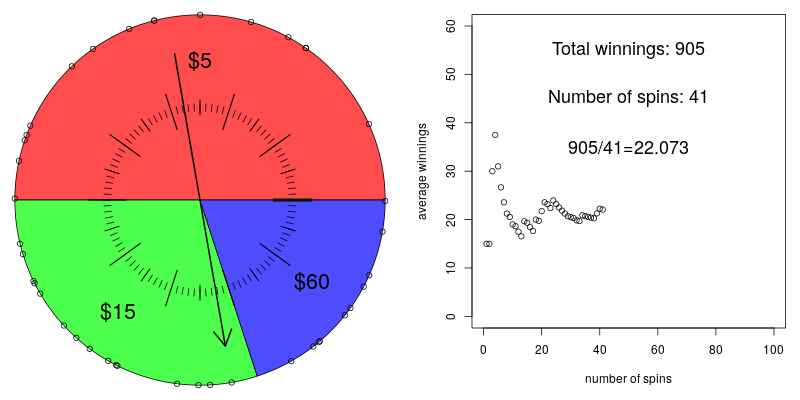 $5
$15
$60
Total winnings: 905
Number of spins: 41
905/41=22.073
average winnings
60
50
40
30
20
10
0
0 20 40 60 80 100
number of spins